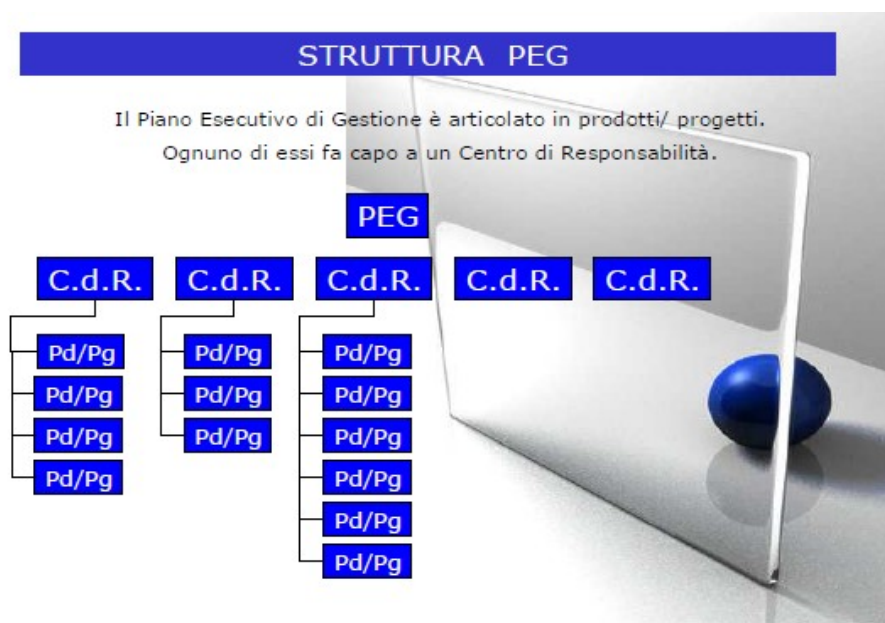 STRUTTURA PEG
Il Piano Esecutivo di Gestione è articolato in prodotti/ progetti.
Ognuno di essi fa capo a un Centro di Responsabilità.
PEG
C.d.R. C.d.R. C.d.R. C.d.R. C.d.R.
Pd/Pg Pd/Pg Pd/Pg
Pd/Pg Pd/Pg Pd/Pg
Pd/Pg Pd/Pg Pd/Pg
Pd/Pg Pd/Pg
Pd/Pg
Pd/Pg